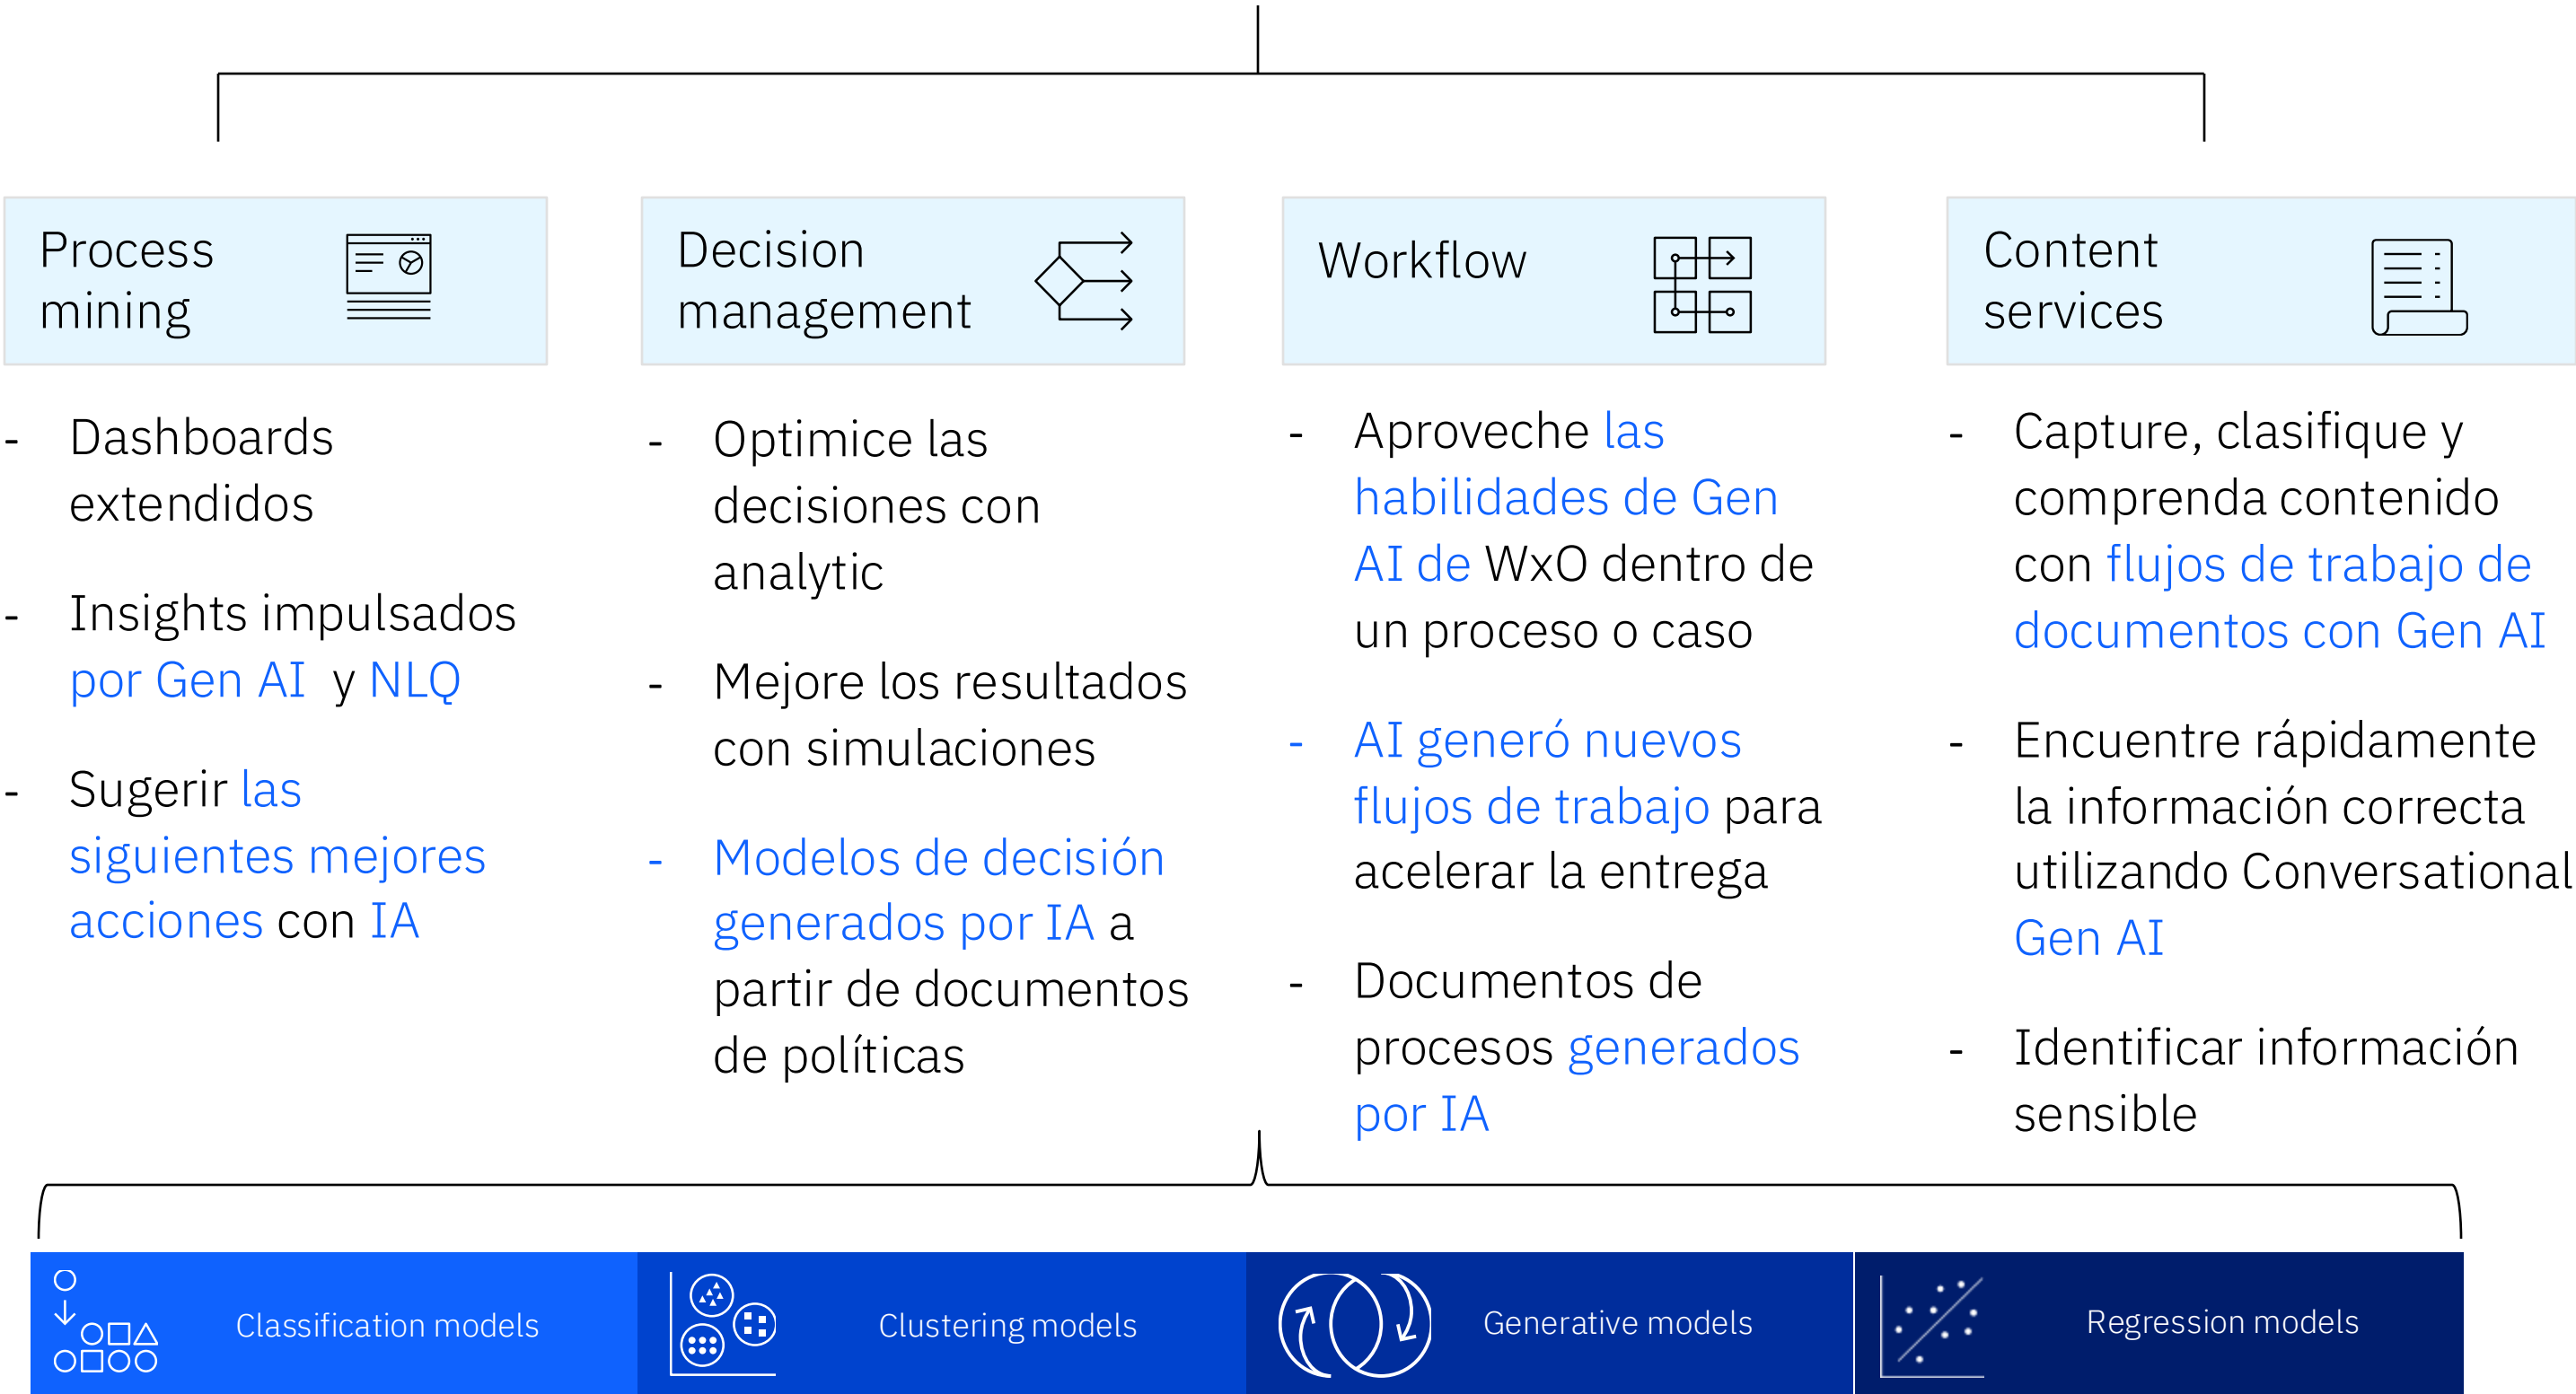 Process
mining
Decision
management
Workflow
Content
services
- Dashboards
extendidos
- Insights impulsados
por Gen AI y NLQ
- Sugerir las
siguientes mejores
acciones con IA
- Optimice las
decisiones con
analytic
- Mejore los resultados
con simulaciones
- Modelos de decisión
generados por IA a
partir de documentos
de políticas
- Aproveche las
habilidades de Gen
AI de WxO dentro de
un proceso o caso
- AI generó nuevos
flujos de trabajo para
acelerar la entrega
- Documentos de
procesos generados
por IA
- Capture, clasifique y
comprenda contenido
con flujos de trabajo de
documentos con Gen AI
- Encuentre rápidamente
la información correcta
utilizando Conversational
Gen AI
- Identificar información
sensible
Classification models
Clustering models
Generative models
Regression models